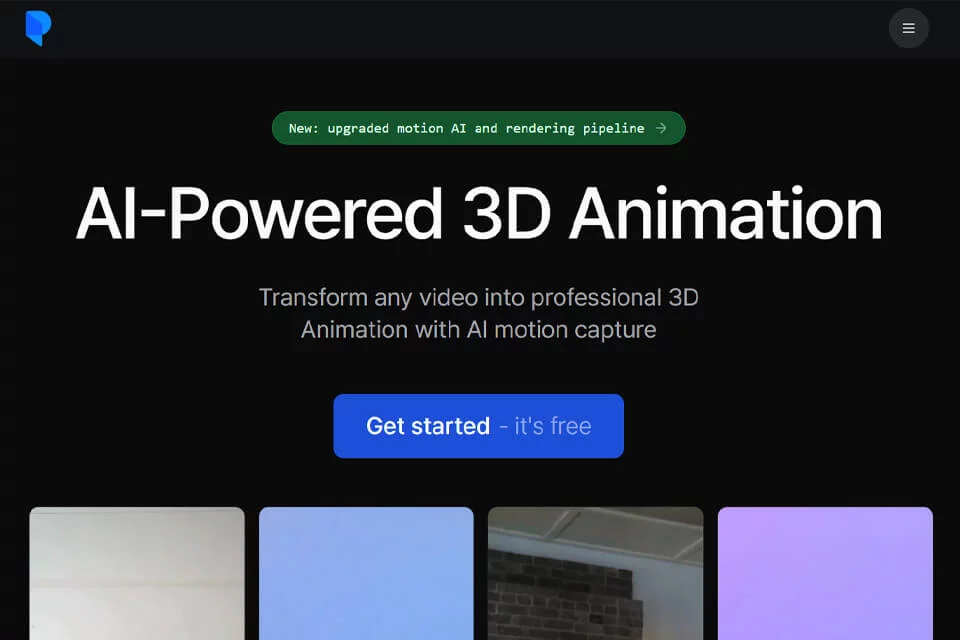 New: upgraded motion AI and rendering pipeline →
AI-Powered 3D Animation
Transform any video into professional 3D
Animation with AI motion capture
Get started - it's free